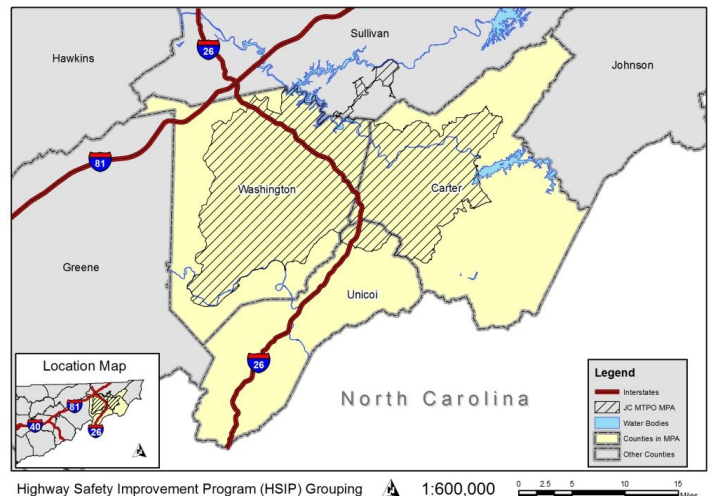 Sullivan
Hawkins
26
Johnson
81
Washington
Carter
Greene
Unicoi
26
North Carolina
Location Map
81
40
26
Legend
Interstates
JC MTPO MPA
Water Bodies
Counties in MPA
Other Counties
Highway Safety Improvement Program (HSIP) Grouping
1:600,000
0 2.5 5 10 15
Miles